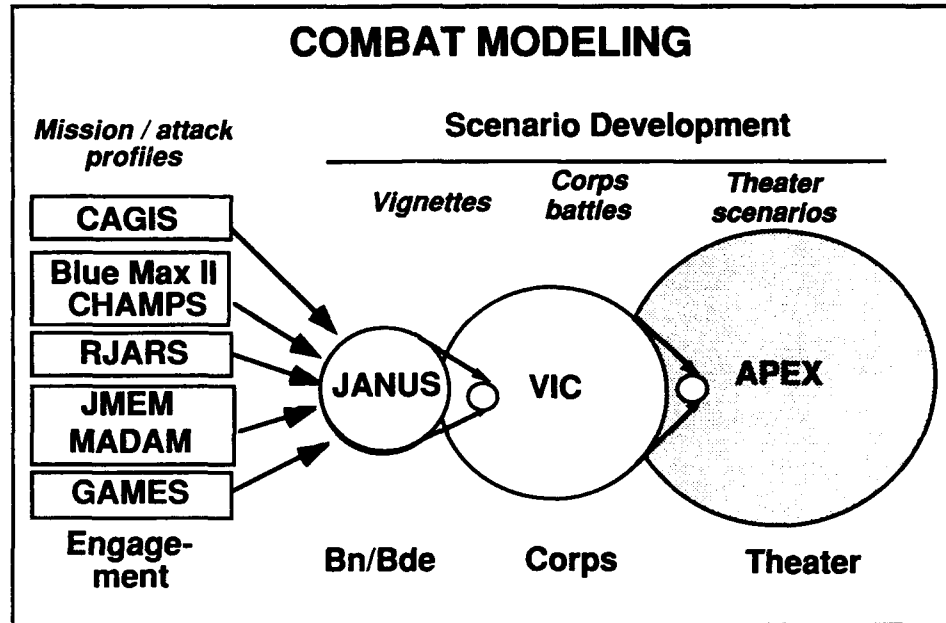 COMBAT MODELING
Mission / attack
profiles
Scenario Development
Vignettes
Corps
battles
Theater
scenarios
CAGIS
Blue Max II
CHAMPS
RJARS
JMEM
MADAM
GAMES
JANUS
VIC
APEX
Engage-
ment
Bn/Bde
Corps
Theater